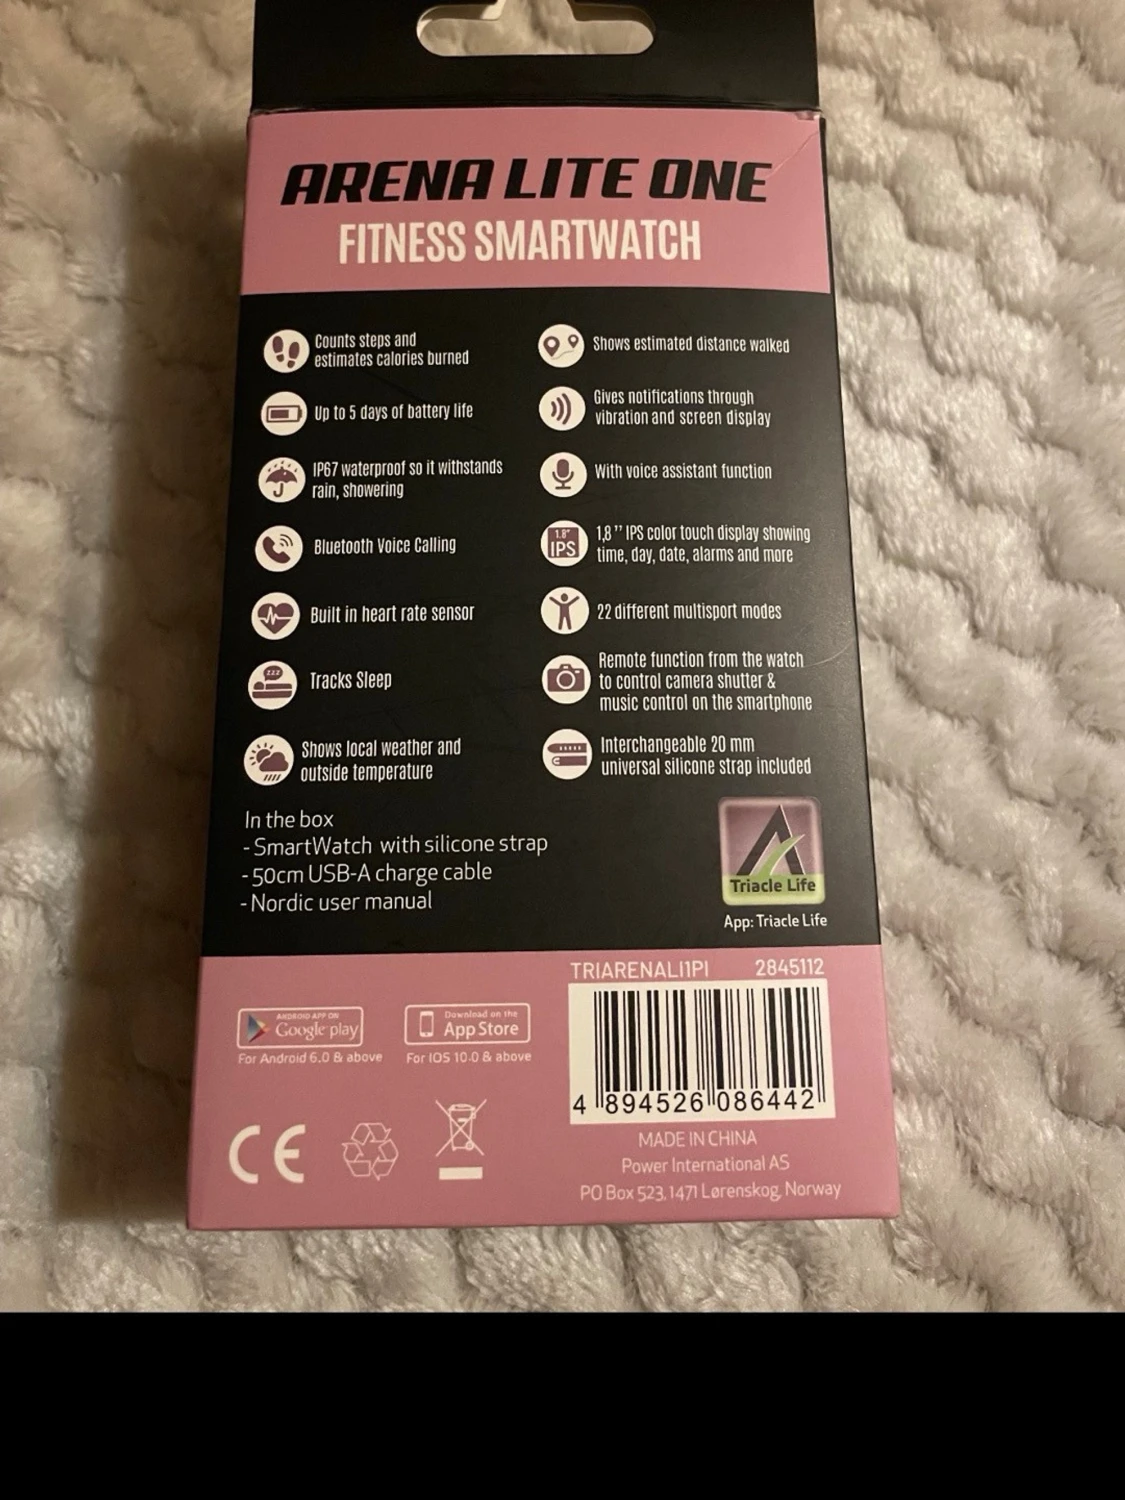 ARENA LITE ONE
FITNESS SMARTWATCH
Counts steps and
estimates calories burned
Up to 5 days of battery life
IP67 waterproof so it withstands
rain, showering
Bluetooth Voice Calling
Built in heart rate sensor
zzz
Tracks Sleep
Shows local weather and
outside temperature
Shows estimated distance walked
Gives notifications through
vibration and screen display
With voice assistant function
1.8"
IPS
1,8’’ IPS color touch display showing
time, day, date, alarms and more
22 different multisport modes
Remote function from the watch
to control camera shutter &
music control on the smartphone
Interchangeable 20 mm
universal silicone strap included
In the box
- SmartWatch with silicone strap
- 50cm USB-A charge cable
- Nordic user manual
Triacle Life
App: Triacle Life
TRIARENALI1PI 2845112
ANDROID APP ON
Google play
For Android 6.0 & above
Download on the
App Store
For IOS 10.0 & above
4 894526 086442
CE
MADE IN CHINA
Power International AS
PO Box 523, 1471 Lørenskog, Norway